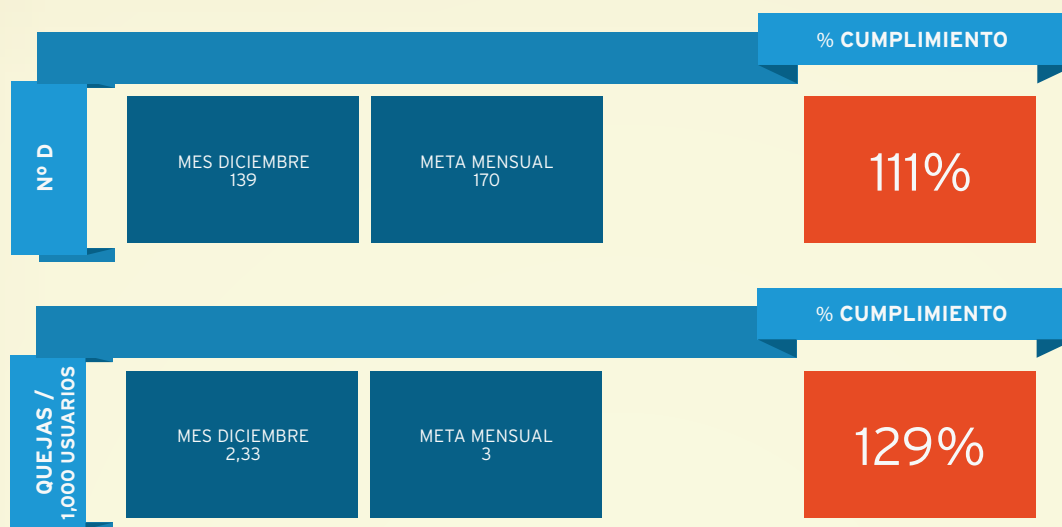 % CUMPLIMIENTO
Nº D
MES DICIEMBRE
139
META MENSUAL
170
111%
% CUMPLIMIENTO
QUEJAS /
1,000 USUARIOS
MES DICIEMBRE
2,33
META MENSUAL
3
129%